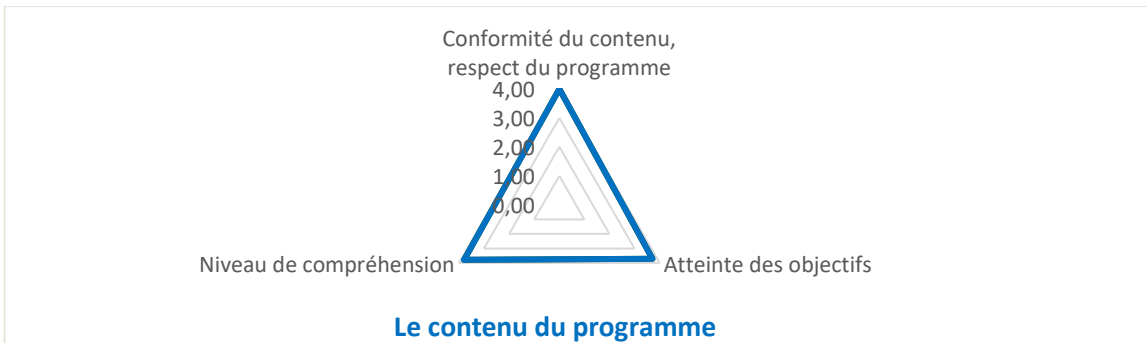 Conformité du contenu,
respect du programme
4,00
3,00
2,00
1,00
0,00
Niveau de compréhension
Atteinte des objectifs
Le contenu du programme